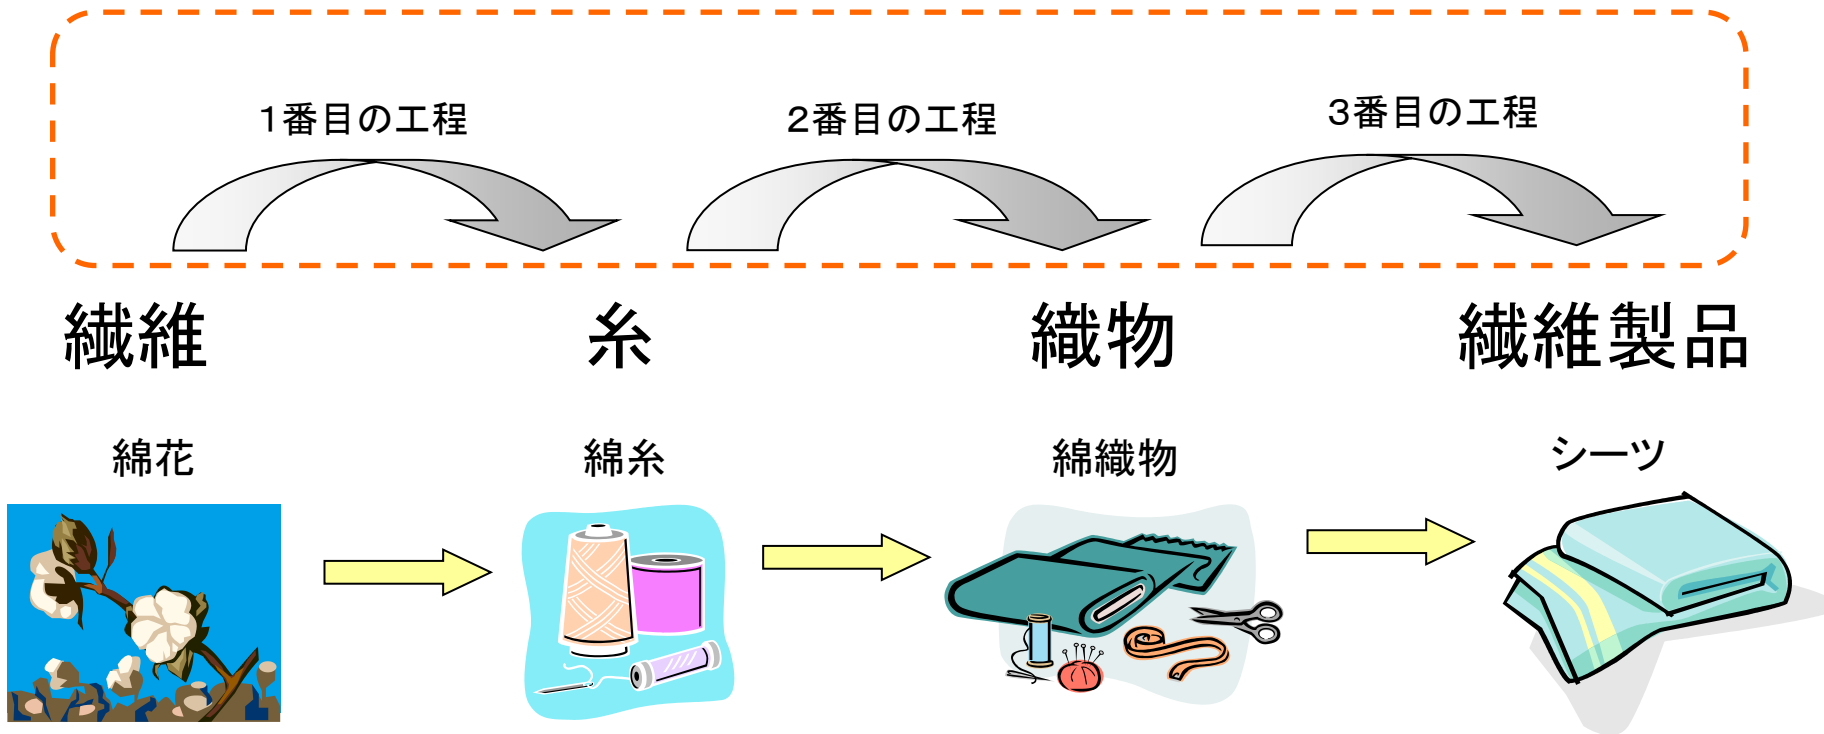 1番目の工程
2番目の工程
3番目の工程
繊維
糸
織物
繊維製品
綿花
綿糸
綿織物
シーツ